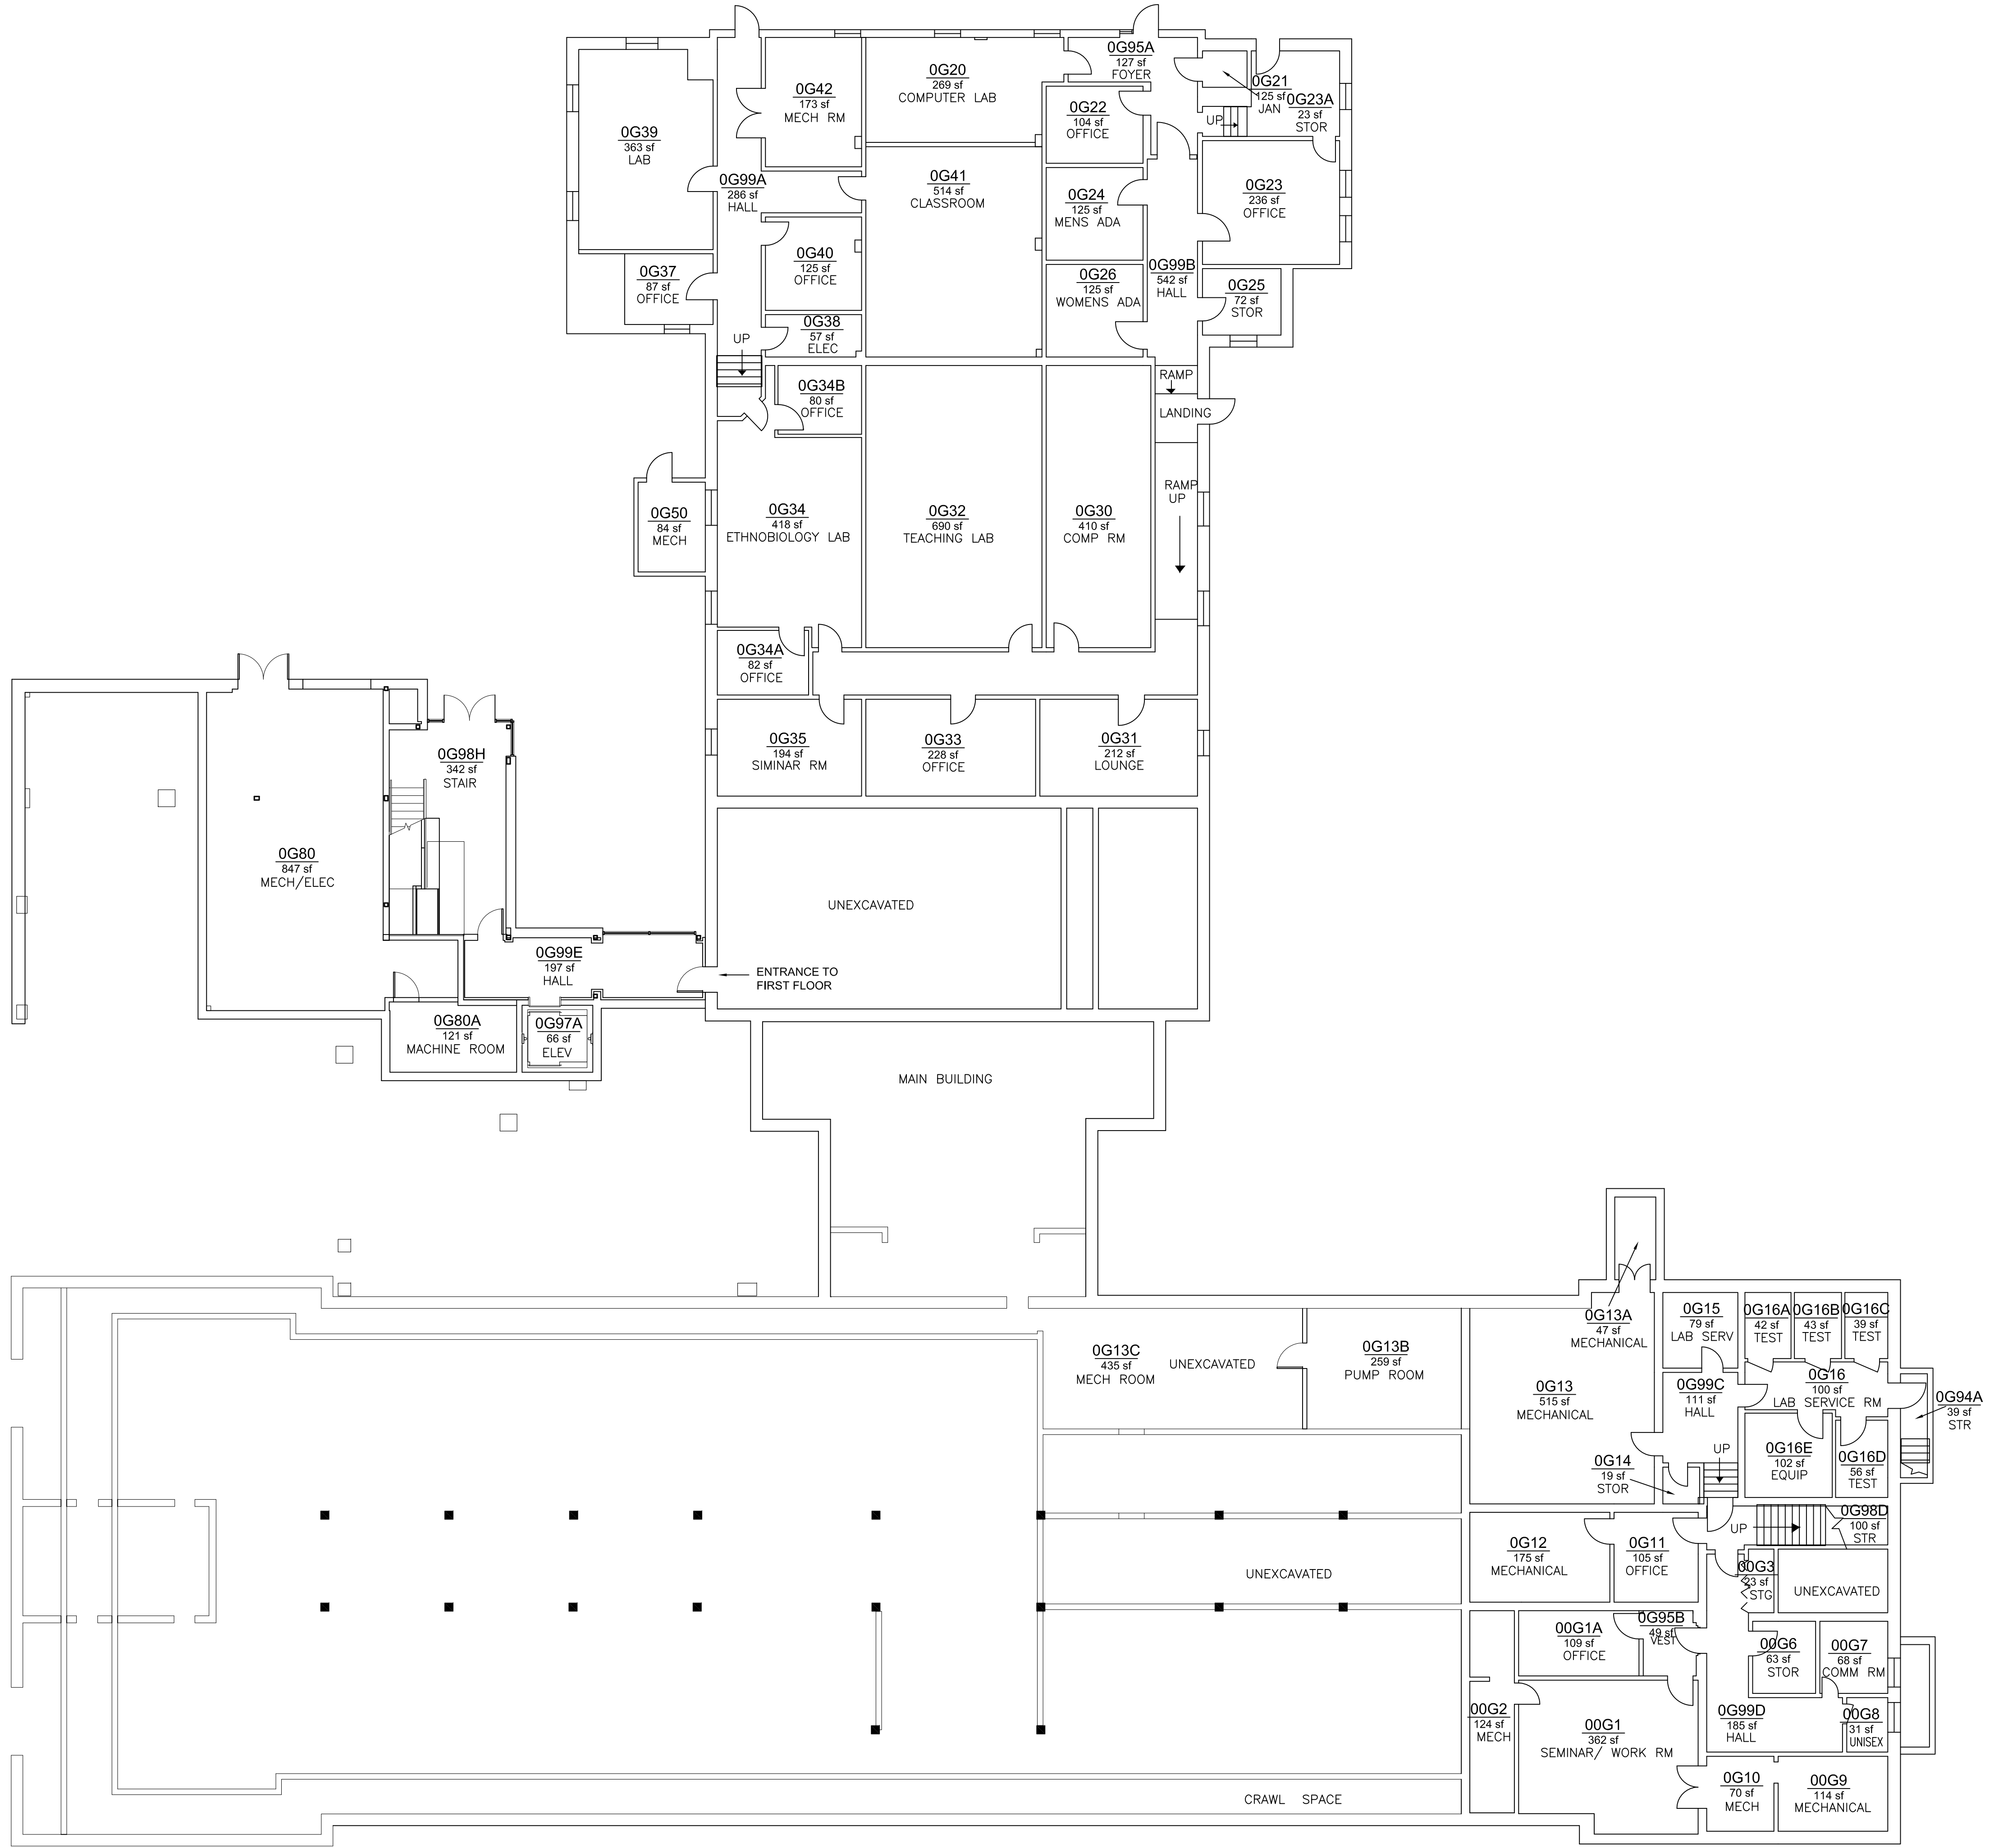 0G95A
127 sf
FOYER
0G20
269 sf
COMPUTER LAB
0G42
173 sf
MECH RM
0G21
125 sf
JAN
0G23A
23 sf
STOR
0G22
104 sf
OFFICE
UP
0G39
363 sf
LAB
0G99A
286 sf
HALL
0G41
514 sf
CLASSROOM
0G24
125 sf
MENS ADA
0G23
236 sf
OFFICE
0G37
87 sf
OFFICE
0G40
125 sf
OFFICE
0G26
125 sf
WOMENS ADA
0G99B
542 sf
HALL
0G25
72 sf
STOR
0G38
57 sf
ELEC
UP
0G34B
80 sf
OFFICE
RAMP
LANDING
0G50
84 sf
MECH
0G34
418 sf
ETHNOBIOLOGY LAB
0G32
690 sf
TEACHING LAB
0G30
410 sf
COMP RM
RAMP
UP
0G34A
82 sf
OFFICE
0G35
194 sf
SIMINAR RM
0G33
228 sf
OFFICE
0G31
212 sf
LOUNGE
0G98H
342 sf
STAIR
0G80
847 sf
MECH/ELEC
UNEXCAVATED
0G99E
197 sf
HALL
ENTRANCE TO
FIRST FLOOR
0G80A
121 sf
MACHINE ROOM
0G97A
66 sf
ELEV
MAIN BUILDING
0G13C
435 sf
MECH ROOM
UNEXCAVATED
0G13B
259 sf
PUMP ROOM
0G13A
47 sf
MECHANICAL
0G15
79 sf
LAB SERV
0G16A
42 sf
TEST
0G16B
43 sf
TEST
0G16C
39 sf
TEST
0G13
515 sf
MECHANICAL
0G99C
111 sf
HALL
0G16
100 sf
LAB SERVICE RM
0G94A
39 sf
STR
UP
0G14
19 sf
STOR
0G16E
102 sf
EQUIP
0G16D
56 sf
TEST
0G98D
100 sf
STR
UP
0G12
175 sf
MECHANICAL
0G11
105 sf
OFFICE
00G3
23 sf
STG
UNEXCAVATED
UNEXCAVATED
00G1A
109 sf
OFFICE
0G95B
49 sf
VEST
00G6
63 sf
STOR
00G7
68 sf
COMM RM
00G2
124 sf
MECH
00G1
362 sf
SEMINAR/ WORK RM
0G99D
185 sf
HALL
00G8
31 sf
UNISEX
0G10
70 sf
MECH
00G9
114 sf
MECHANICAL
CRAWL SPACE